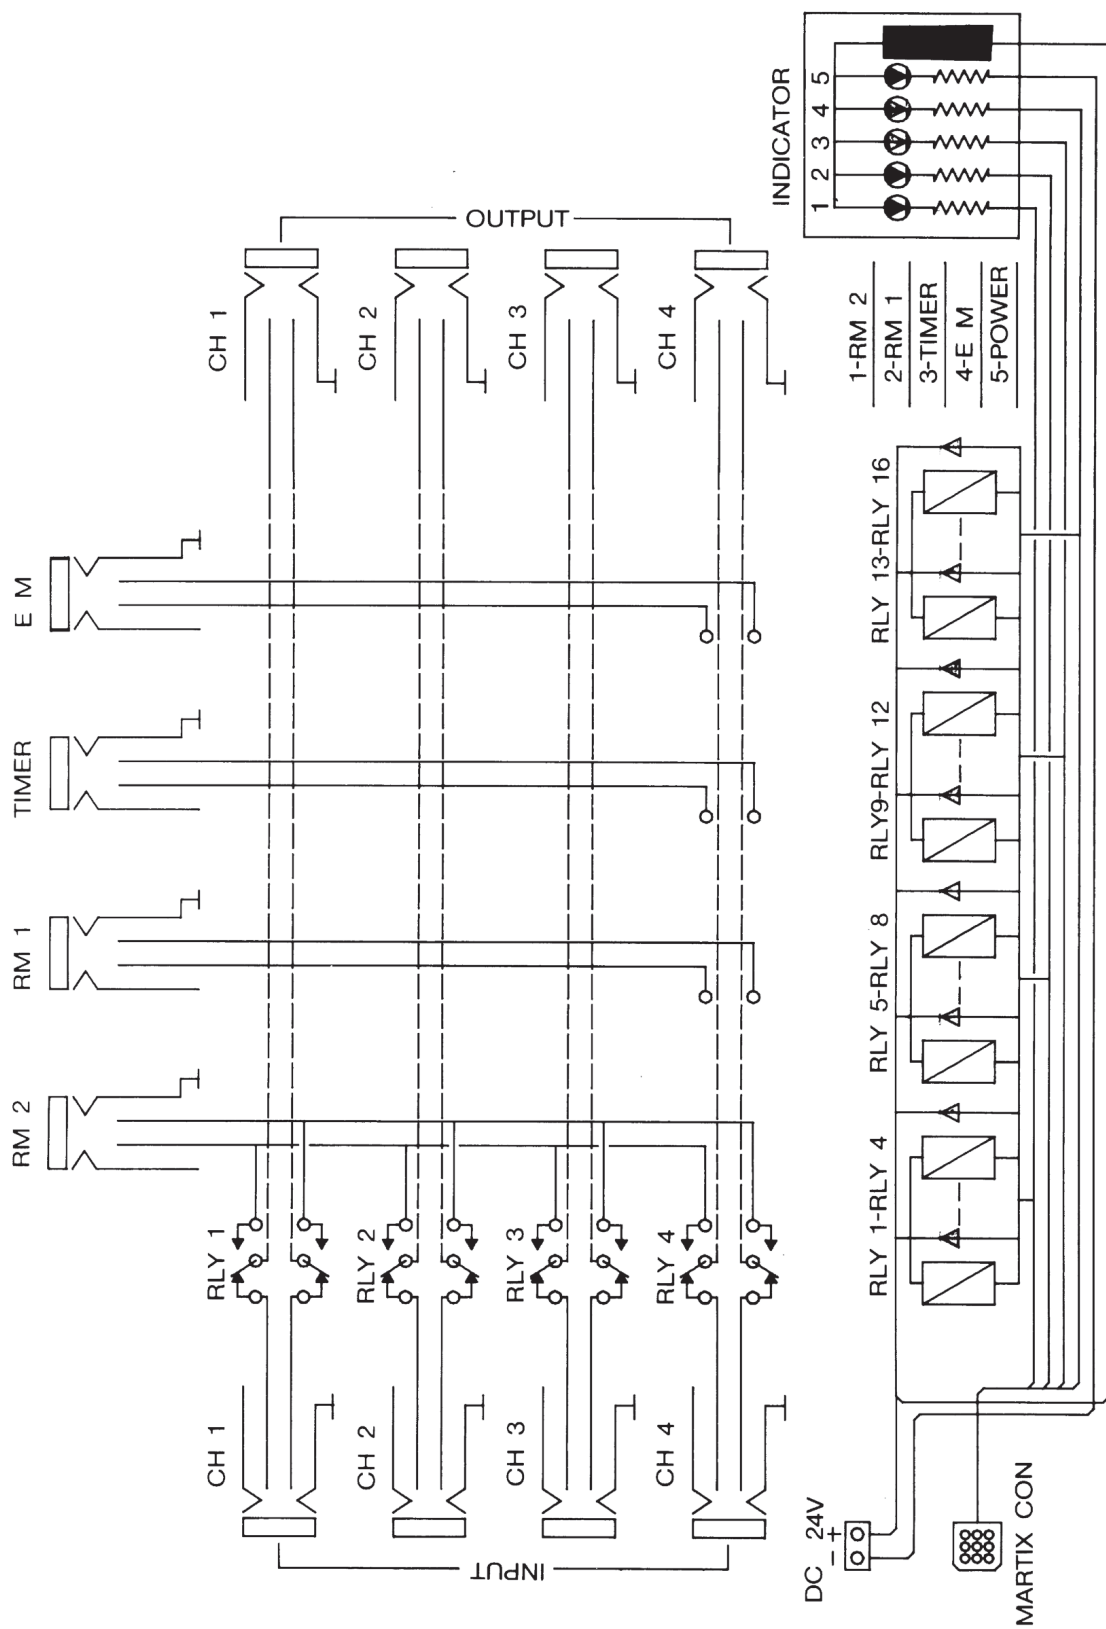 RM 2
RM 1
TIMER
E M
INPUT
CH 1
CH 2
CH 3
CH 4
RLY 1
RLY 2
RLY 3
RLY 4
CH 1
CH 2
CH 3
CH 4
OUTPUT
DC 24V
− +
MARTIX CON
RLY 1-RLY 4
RLY 5-RLY 8
RLY9-RLY 12
RLY 13-RLY 16
1-RM 2
2-RM 1
3-TIMER
4-E M
5-POWER
INDICATOR
1 2 3 4 5